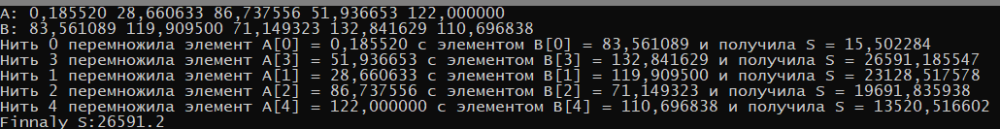 A: 0,185520 28,660633 86,737556 51,936653 122,000000
B: 83,561089 119,909500 71,149323 132,841629 110,696838
Нить 0 перемножила элемент A[0] = 0,185520 с элементом B[0] = 83,561089 и получила S = 15,502284
Нить 3 перемножила элемент A[3] = 51,936653 с элементом B[3] = 132,841629 и получила S = 26591,185547
Нить 1 перемножила элемент A[1] = 28,660633 с элементом B[1] = 119,909500 и получила S = 23128,517578
Нить 2 перемножила элемент A[2] = 86,737556 с элементом B[2] = 71,149323 и получила S = 19691,835938
Нить 4 перемножила элемент A[4] = 122,000000 с элементом B[4] = 110,696838 и получила S = 13520,516602
Finnaly S:26591.2